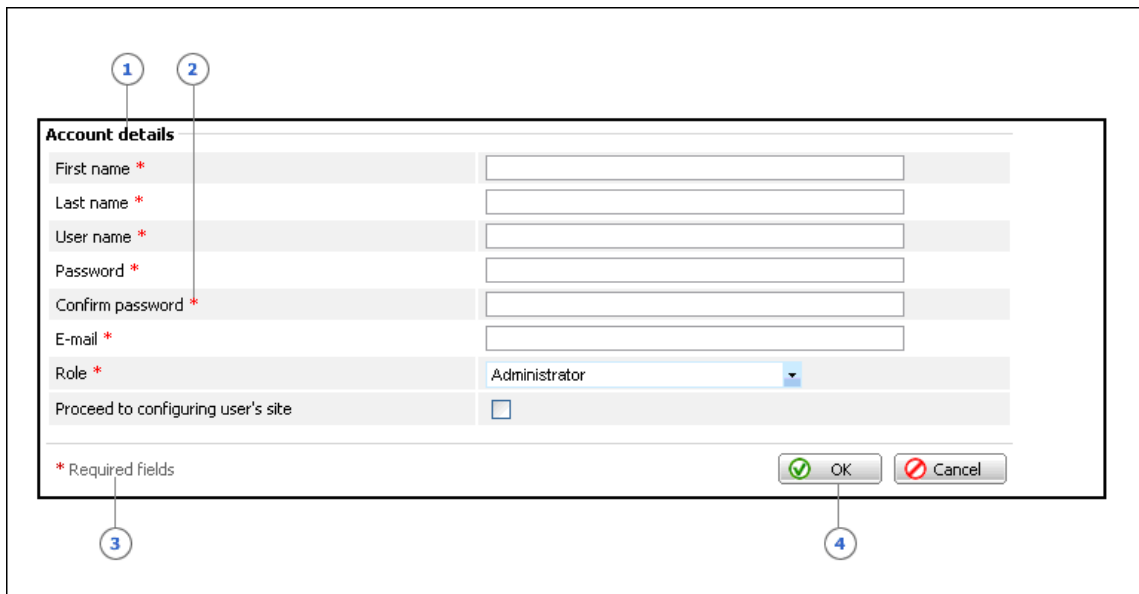 1 2
Account details
First name *
Last name *
User name *
Password *
Confirm password *
E-mail *
Role * Administrator
Proceed to configuring user's site
* Required fields OK Cancel
3 4